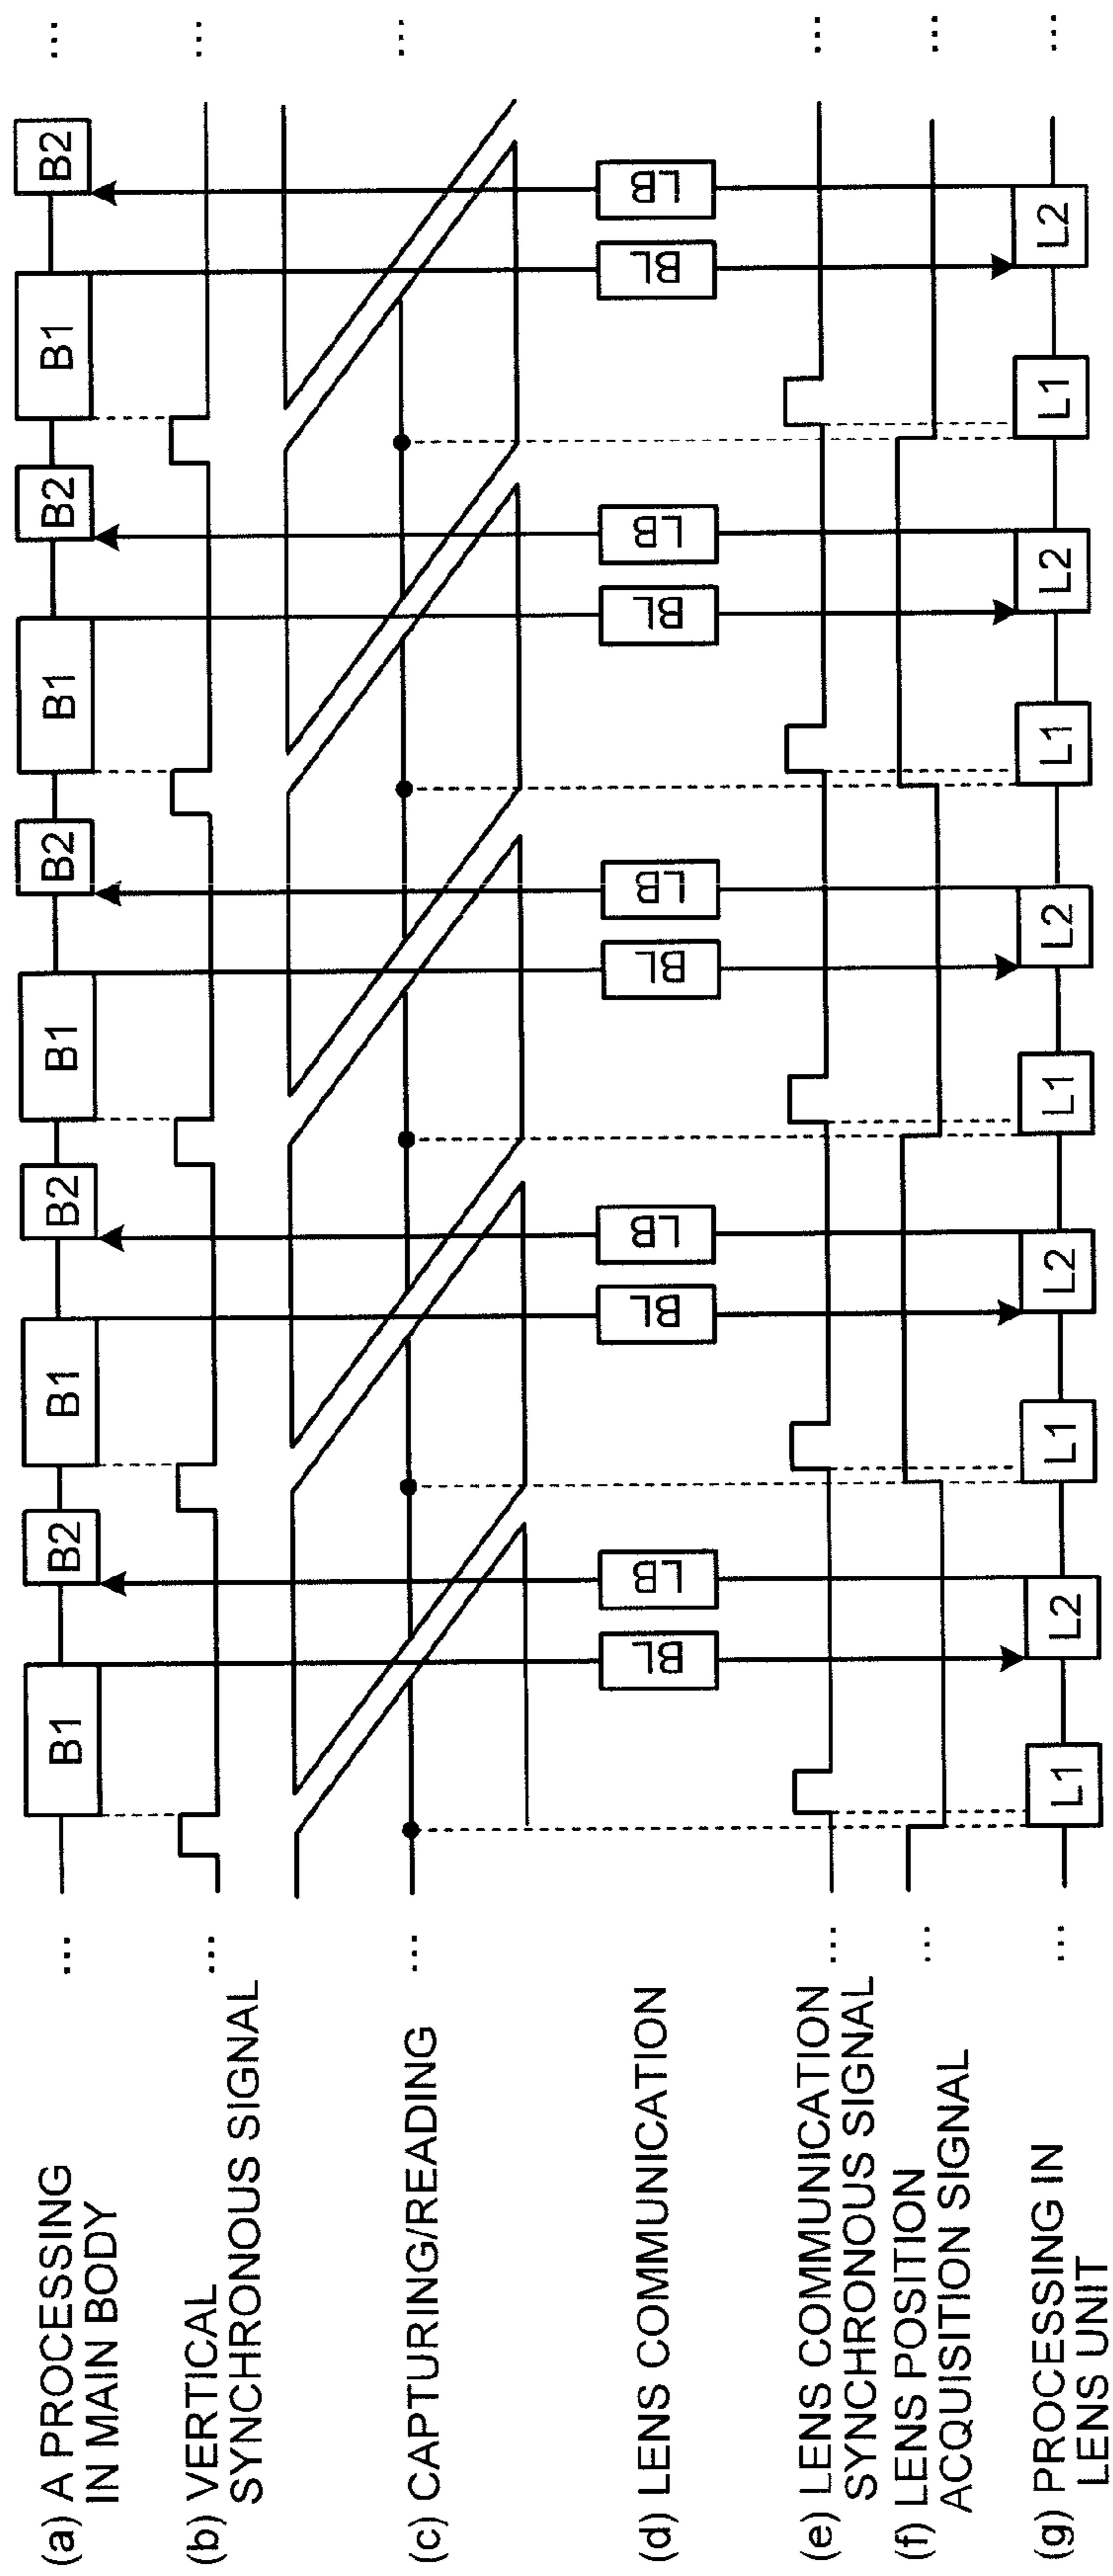 (a) A PROCESSING
IN MAIN BODY
... B1 B2 B1 B2 B1 B2 B1 B2 B1 B2 ...
(b) VERTICAL
SYNCHRONOUS SIGNAL
... ...
(c) CAPTURING/READING
... ...
(d) LENS COMMUNICATION
BL LB BL LB BL LB BL LB BL LB
(e) LENS COMMUNICATION
SYNCHRONOUS SIGNAL
... ...
(f) LENS POSITION
ACQUISITION SIGNAL
... ...
(g) PROCESSING IN
LENS UNIT
... L1 L2 L1 L2 L1 L2 L1 L2 L1 L2 ...